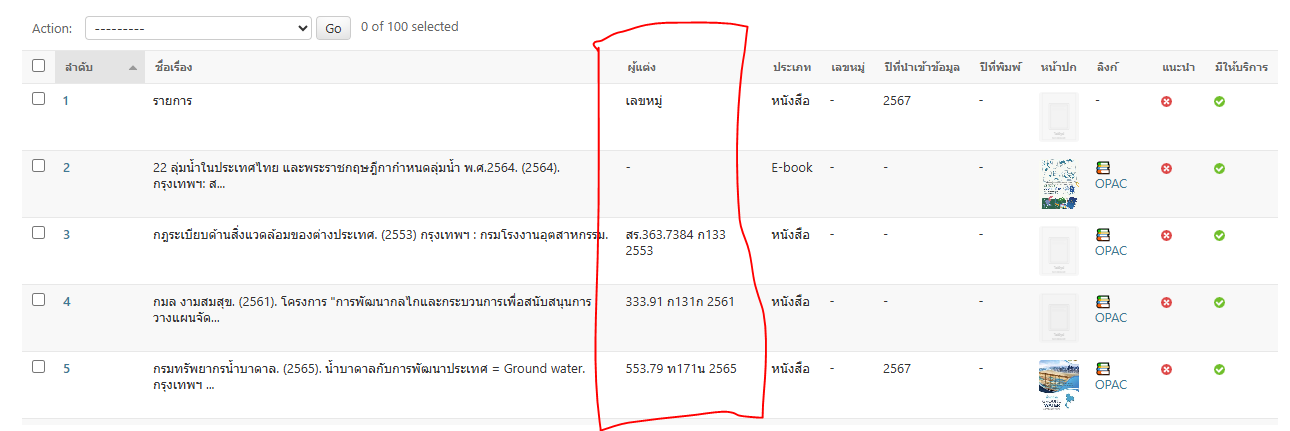 Action: --------- Go 0 of 100 selected
ลำดับ ชื่อเรื่อง ผู้แต่ง ประเภท เลขหมู่ ปีที่นำเข้าข้อมูล ปีที่พิมพ์ หน้าปก ลิงก์ แนะนำ มีให้บริการ
1 รายการ เลขหมู่ หนังสือ - 2567 - -
2 22 ลุ่มน้ำในประเทศไทย และพระราชกฤษฎีกากำหนดลุ่มน้ำ พ.ศ.2564. (2564). - E-book - - -
กรุงเทพฯ: ส... OPAC
3 กฎระเบียบด้านสิ่งแวดล้อมของต่างประเทศ. (2553) กรุงเทพฯ : กรมโรงงานอุตสาหกรรม. สร.363.7384 ก133 หนังสือ - - -
2553 OPAC
4 กมล งามสมสุข. (2561). โครงการ "การพัฒนากลไกและกระบวนการเพื่อสนับสนุนการ 333.91 ก131ก 2561 หนังสือ - - -
วางแผนจัด... OPAC
5 กรมทรัพยากรน้ำบาดาล. (2565). น้ำบาดาลกับการพัฒนาประเทศ = Ground water. 553.79 ท171น 2565 หนังสือ - 2567 -
กรุงเทพฯ ... OPAC